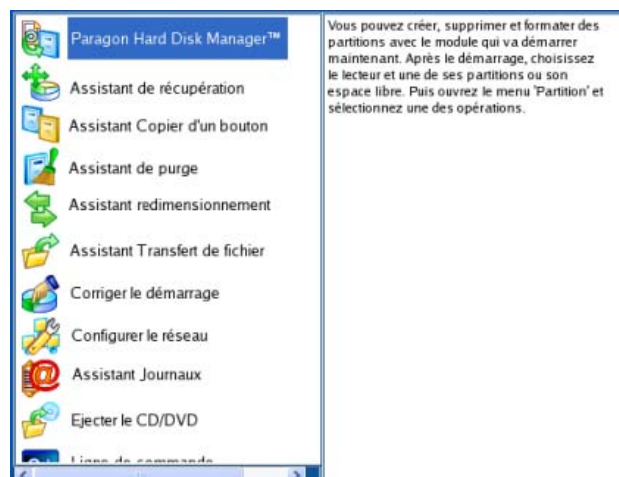 Paragon Hard Disk Manager™
Assistant de récupération
Assistant Copier d'un bouton
Assistant de purge
Assistant redimensionnement
Assistant Transfert de fichier
Corriger le démarrage
Configurer le réseau
Assistant Journaux
Ejecter le CD/DVD
Ligne de commande
Vous pouvez créer, supprimer et formater des
partitions avec le module qui va démarrer
maintenant. Après le démarrage, choisissez
le lecteur et une de ses partitions ou son
espace libre. Puis ouvrez le menu 'Partition' et
sélectionnez une des opérations.